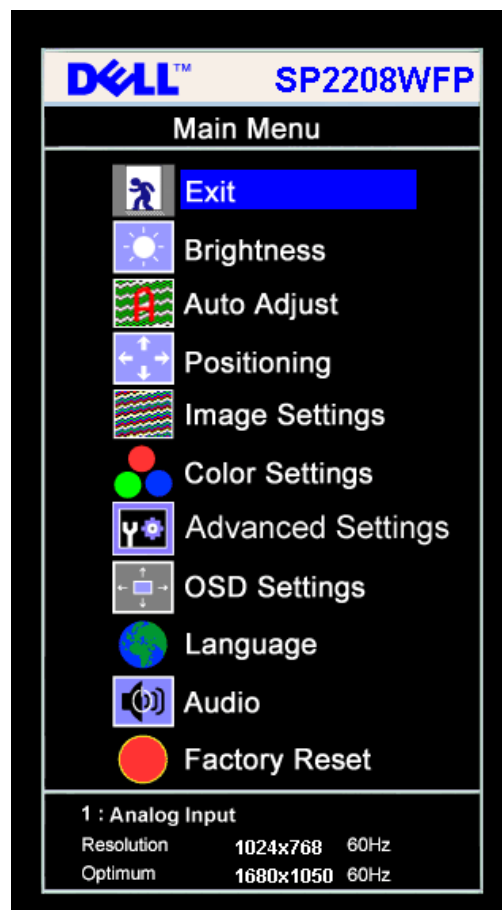 DELL™ SP2208WFP
Main Menu
Exit
Brightness
Auto Adjust
Positioning
Image Settings
Color Settings
Advanced Settings
OSD Settings
Language
Audio
Factory Reset
1 : Analog Input
Resolution 1024x768 60Hz
Optimum 1680x1050 60Hz